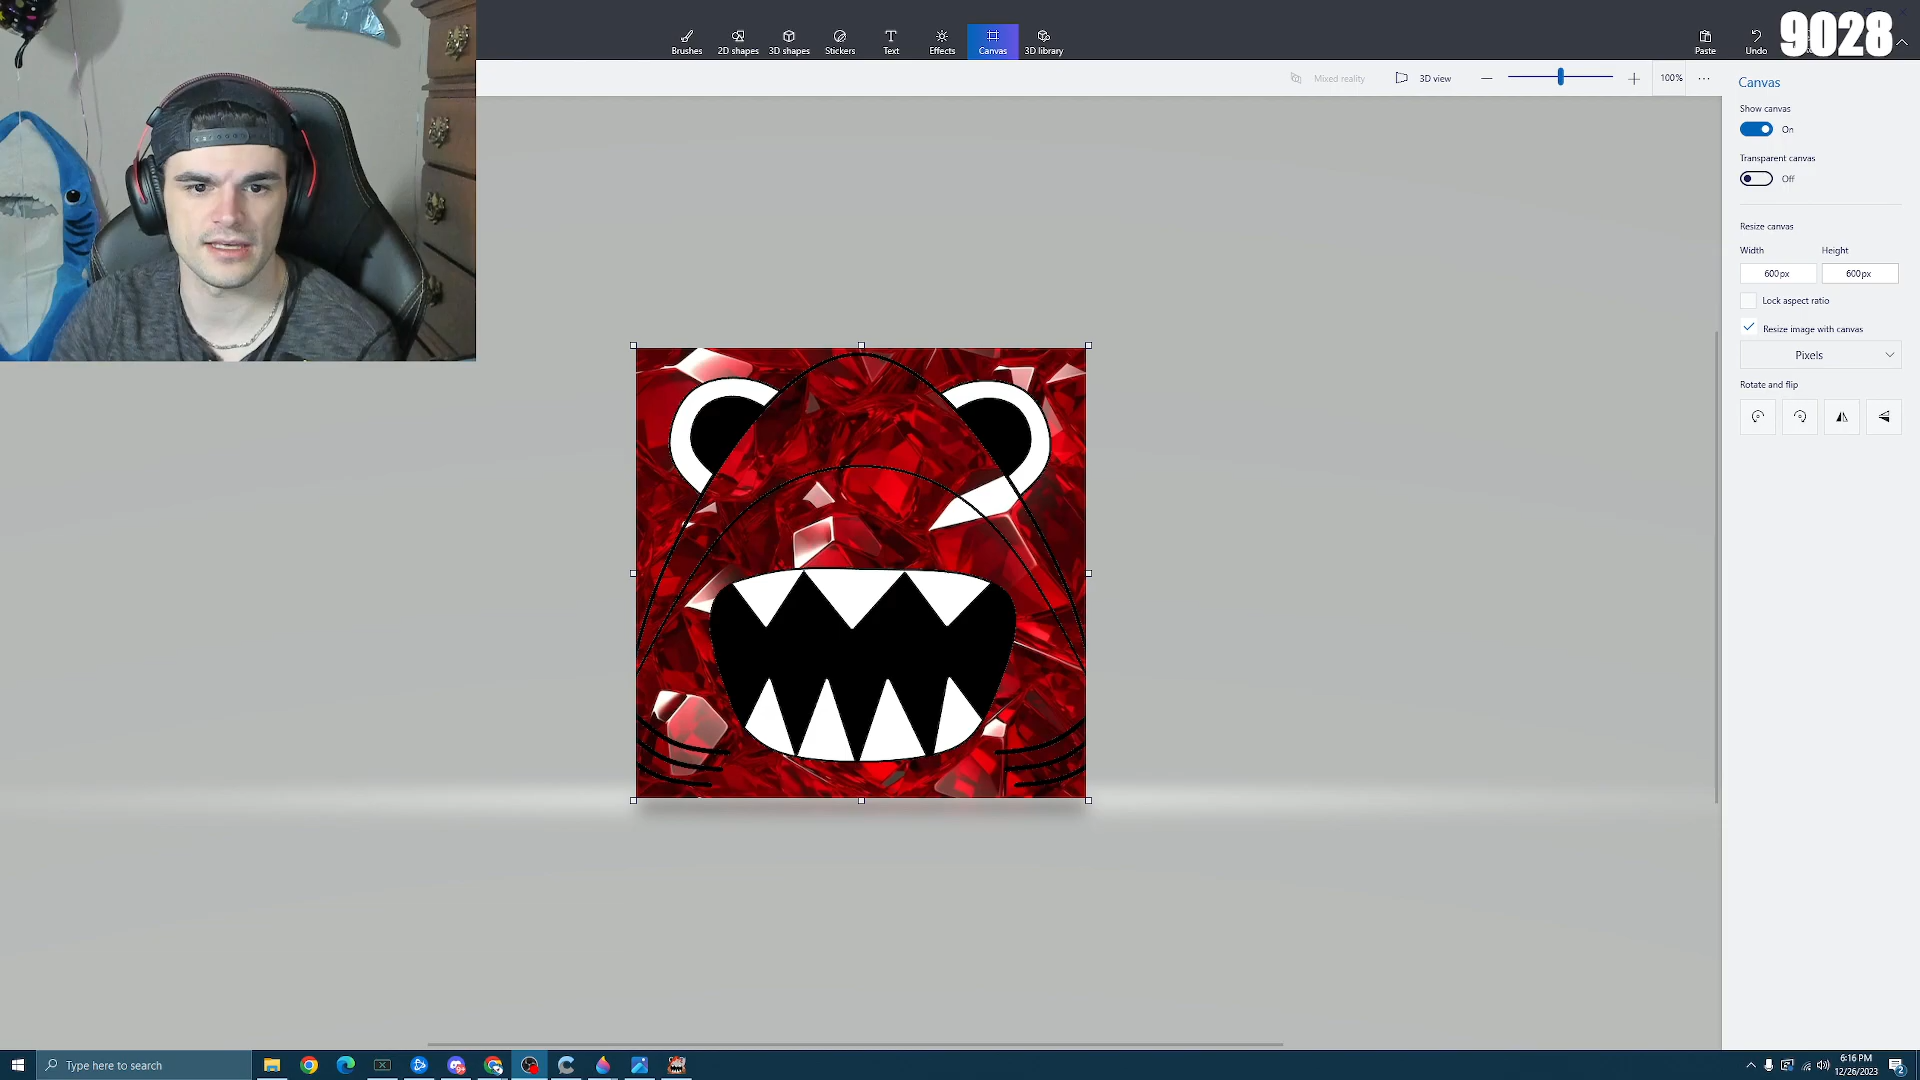 9028
Brushes 2D shapes 3D shapes Stickers Text Effects Canvas 3D library Paste Undo
Mixed reality 3D view 100%
Canvas
Show canvas
On
Transparent canvas
Off
Resize canvas
Width Height
600px 600px
Lock aspect ratio
Resize image with canvas
Pixels
Rotate and flip
Type here to search
6:16 PM
12/26/2023
2